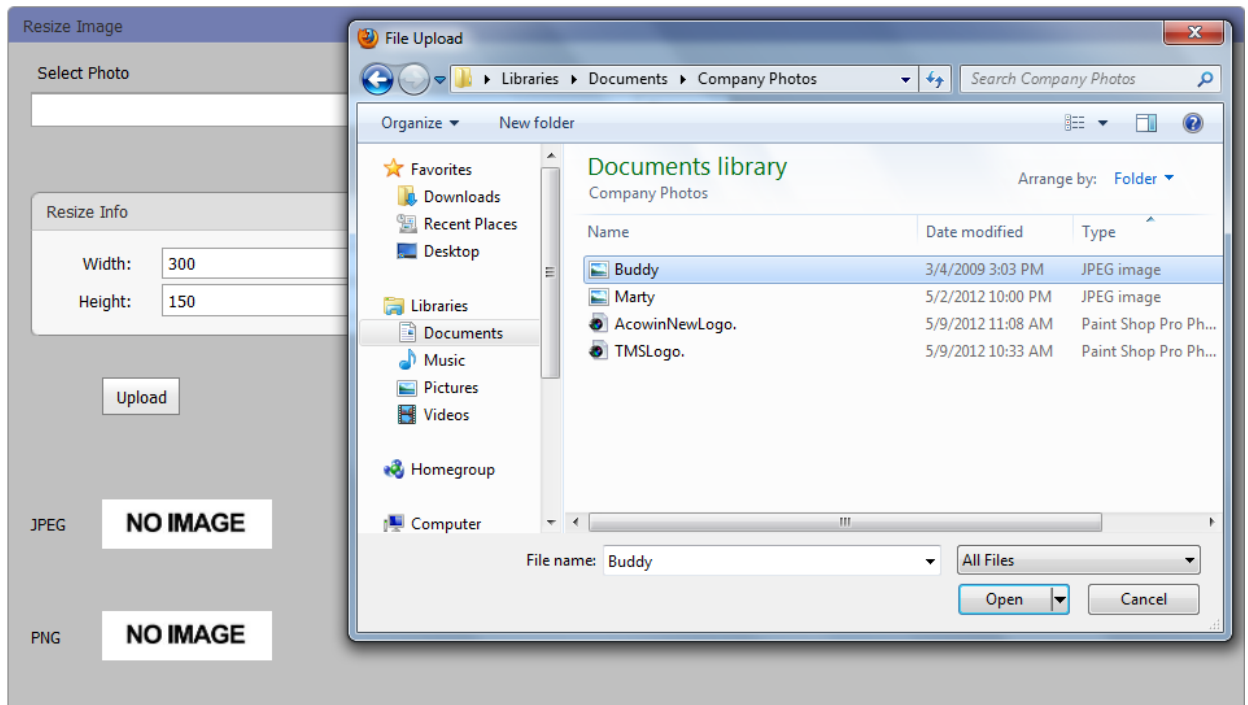 Resize Image
Select Photo
Resize Info
Width: 300
Height: 150
Upload
JPEG NO IMAGE
PNG NO IMAGE
File Upload
Libraries Documents Company Photos
Search Company Photos
Organize New folder
Favorites
Downloads
Recent Places
Desktop
Libraries
Documents
Music
Pictures
Videos
Homegroup
Computer
Documents library
Company Photos
Arrange by: Folder
Name Date modified Type
Buddy 3/4/2009 3:03 PM JPEG image
Marty 5/2/2012 10:00 PM JPEG image
AcowinNewLogo. 5/9/2012 11:08 AM Paint Shop Pro Ph...
TMSLogo. 5/9/2012 10:33 AM Paint Shop Pro Ph...
File name: Buddy All Files
Open Cancel